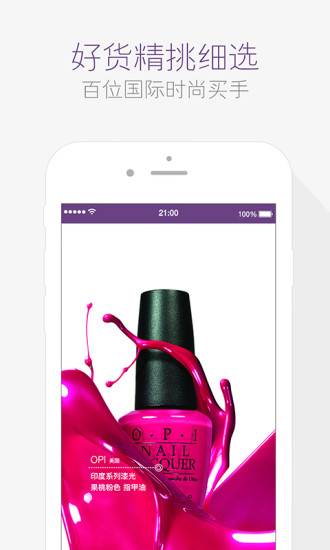 好货精挑细选
百位国际时尚买手
21:00
100%
O·P·I
NAIL
LACQUER
OPI 美国
印度系列漆光
果桃粉色 指甲油